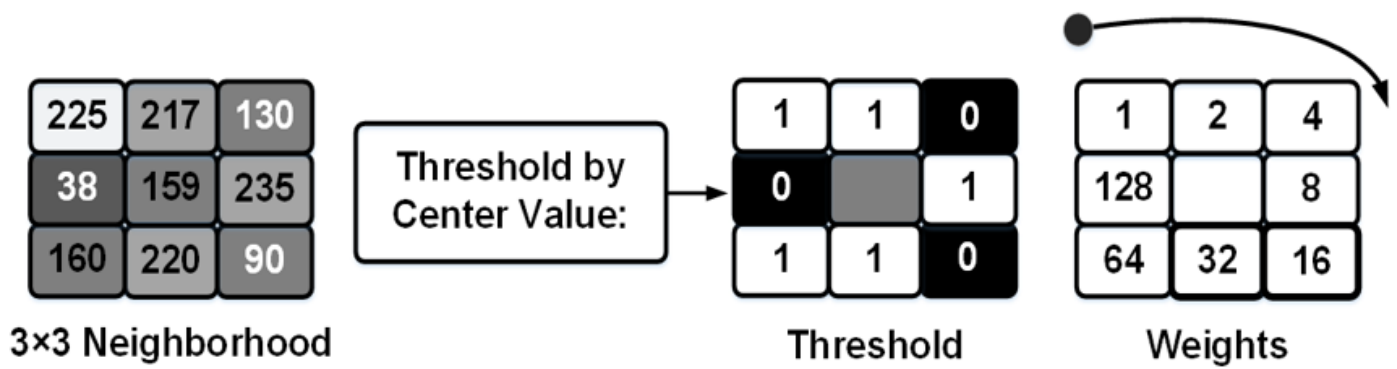 225 217 130
38 159 235
160 220 90
3×3 Neighborhood
Threshold by
Center Value:
1 1 0
0 1
1 1 0
Threshold
1 2 4
128 8
64 32 16
Weights